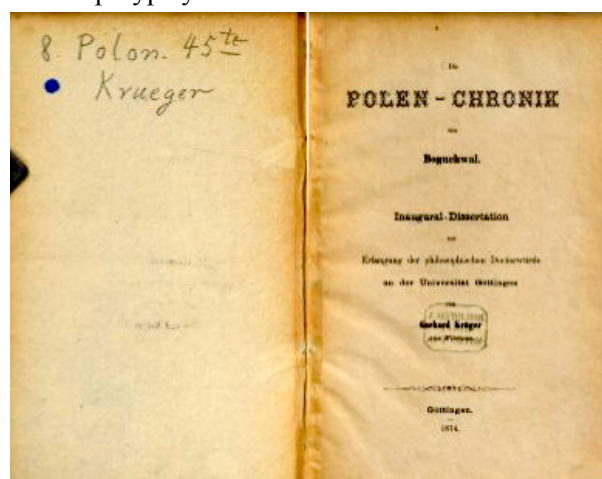 8. Polon. 45te
Krueger
Die
POLEN-CHRONIK
des
Boguchwal.
Inaugural-Dissertation
zur
Erlangung der philosophischen Doctorwürde
an der Universität Göttingen
von
Gerhard Krüger
aus
Göttingen.
1874.